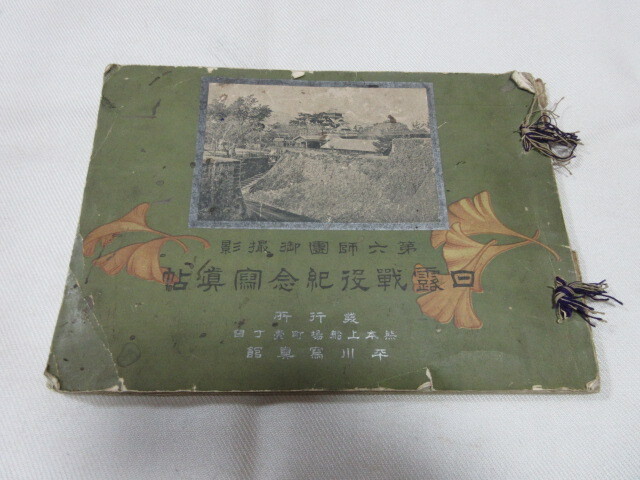 影撮御團師六第
帖眞寫念紀役戰露日
所行發
目丁壹町通上本熊
館眞寫川平